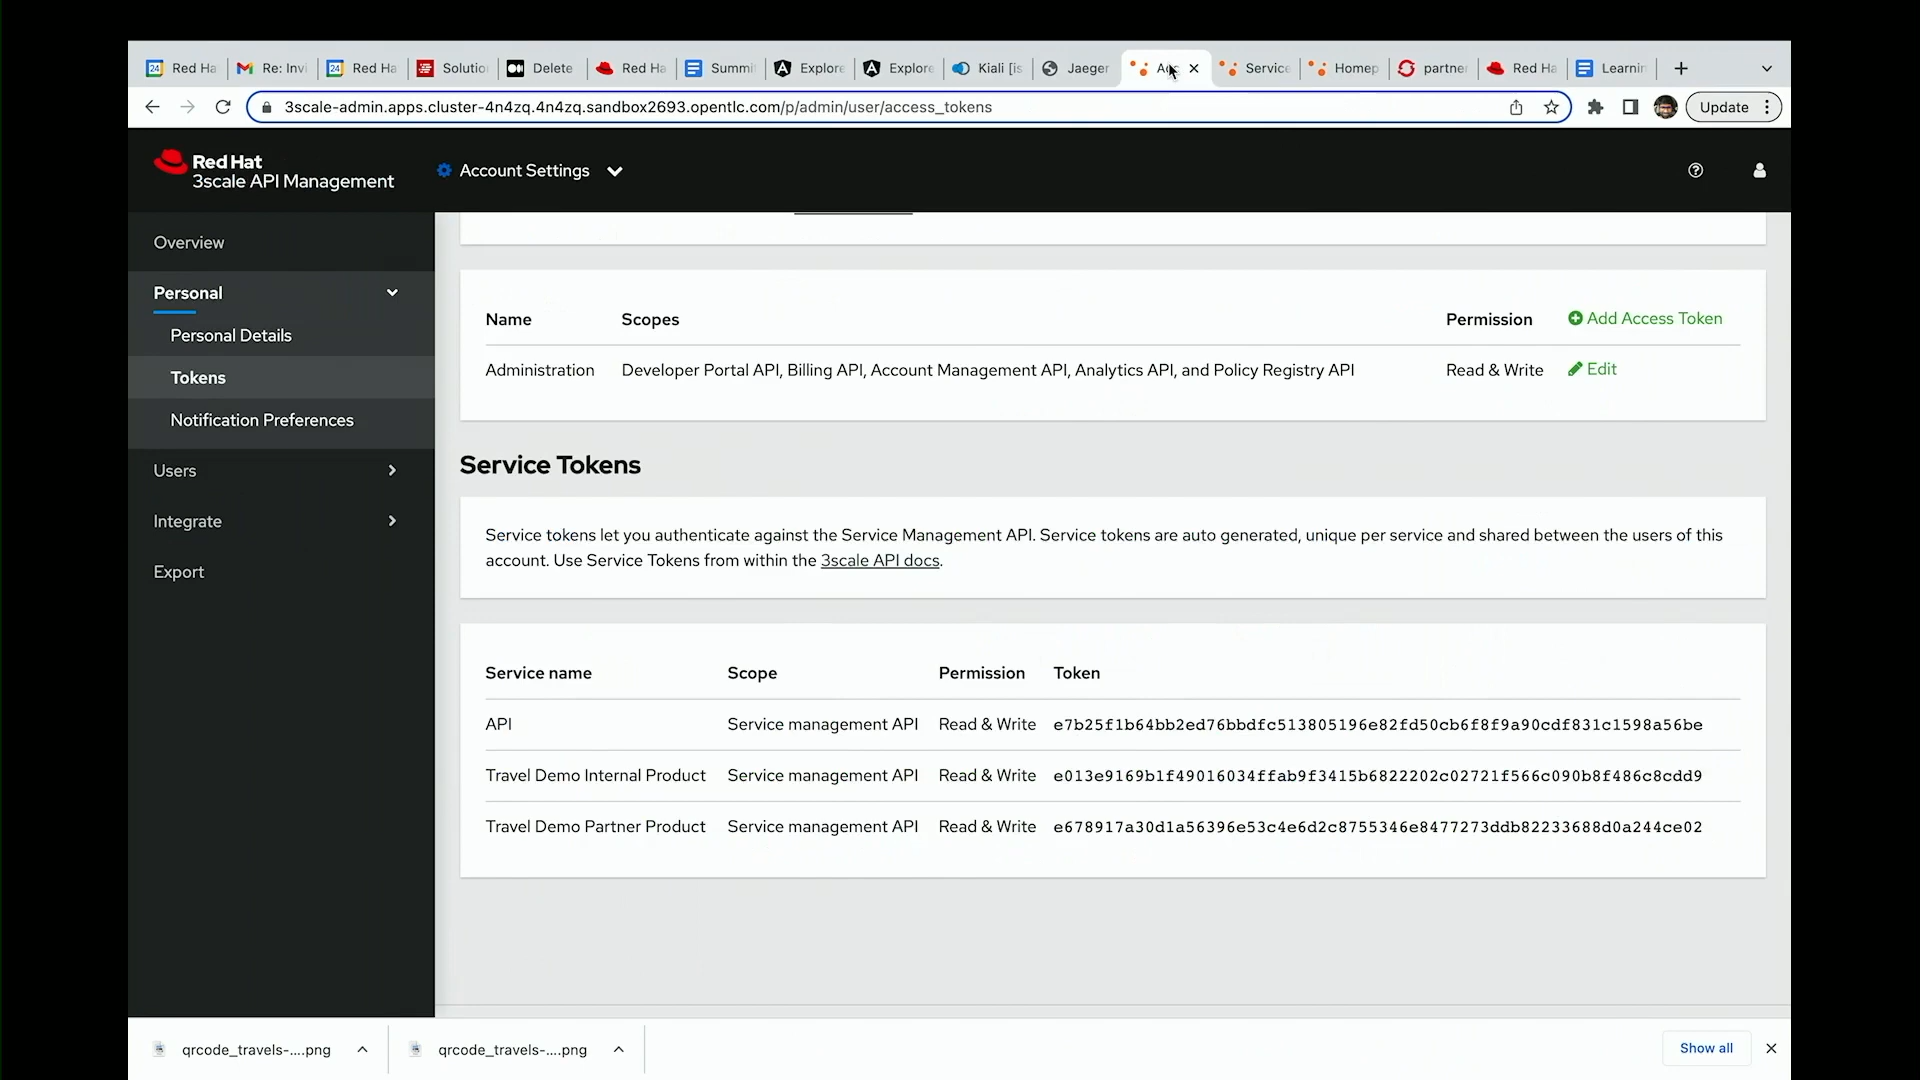 Red Ha
Re: Invi
Red Ha
Solutio
Delete
Red Ha
Summi
Explore
Explore
Kiali [is
Jaeger
Service
Homep
partner
Red Ha
Learnin
3scale-admin.apps.cluster-4n4zq.4n4zq.sandbox2693.opentlc.com/p/admin/user/access_tokens
Update
Red Hat
3scale API Management
Account Settings
Overview
Personal
Personal Details
Tokens
Notification Preferences
Users
Integrate
Export
Name Scopes Permission Add Access Token
Administration Developer Portal API, Billing API, Account Management API, Analytics API, and Policy Registry API Read & Write Edit
Service Tokens
Service tokens let you authenticate against the Service Management API. Service tokens are auto generated, unique per service and shared between the users of this
account. Use Service Tokens from within the 3scale API docs.
Service name Scope Permission Token
API Service management API Read & Write e7b25f1b64bb2ed76bbdfc513805196e82fd50cb6f8f9a90cdf831c1598a56be
Travel Demo Internal Product Service management API Read & Write e013e9169b1f49016034ffab9f3415b6822202c02721f566c090b8f486c8cdd9
Travel Demo Partner Product Service management API Read & Write e678917a30d1a56396e53c4e6d2c8755346e8477273ddb82233688d0a244ce02
qrcode_travels-....png
qrcode_travels-....png
Show all